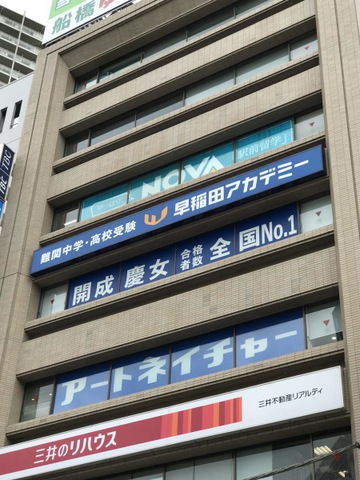 船橋
TDC
NOVA
駅前留学
難関中学・高校受験 早稲田アカデミー
開成 慶女 合格者数 全国No.1
アートネイチャー
三井のリハウス 三井不動産リアルティ